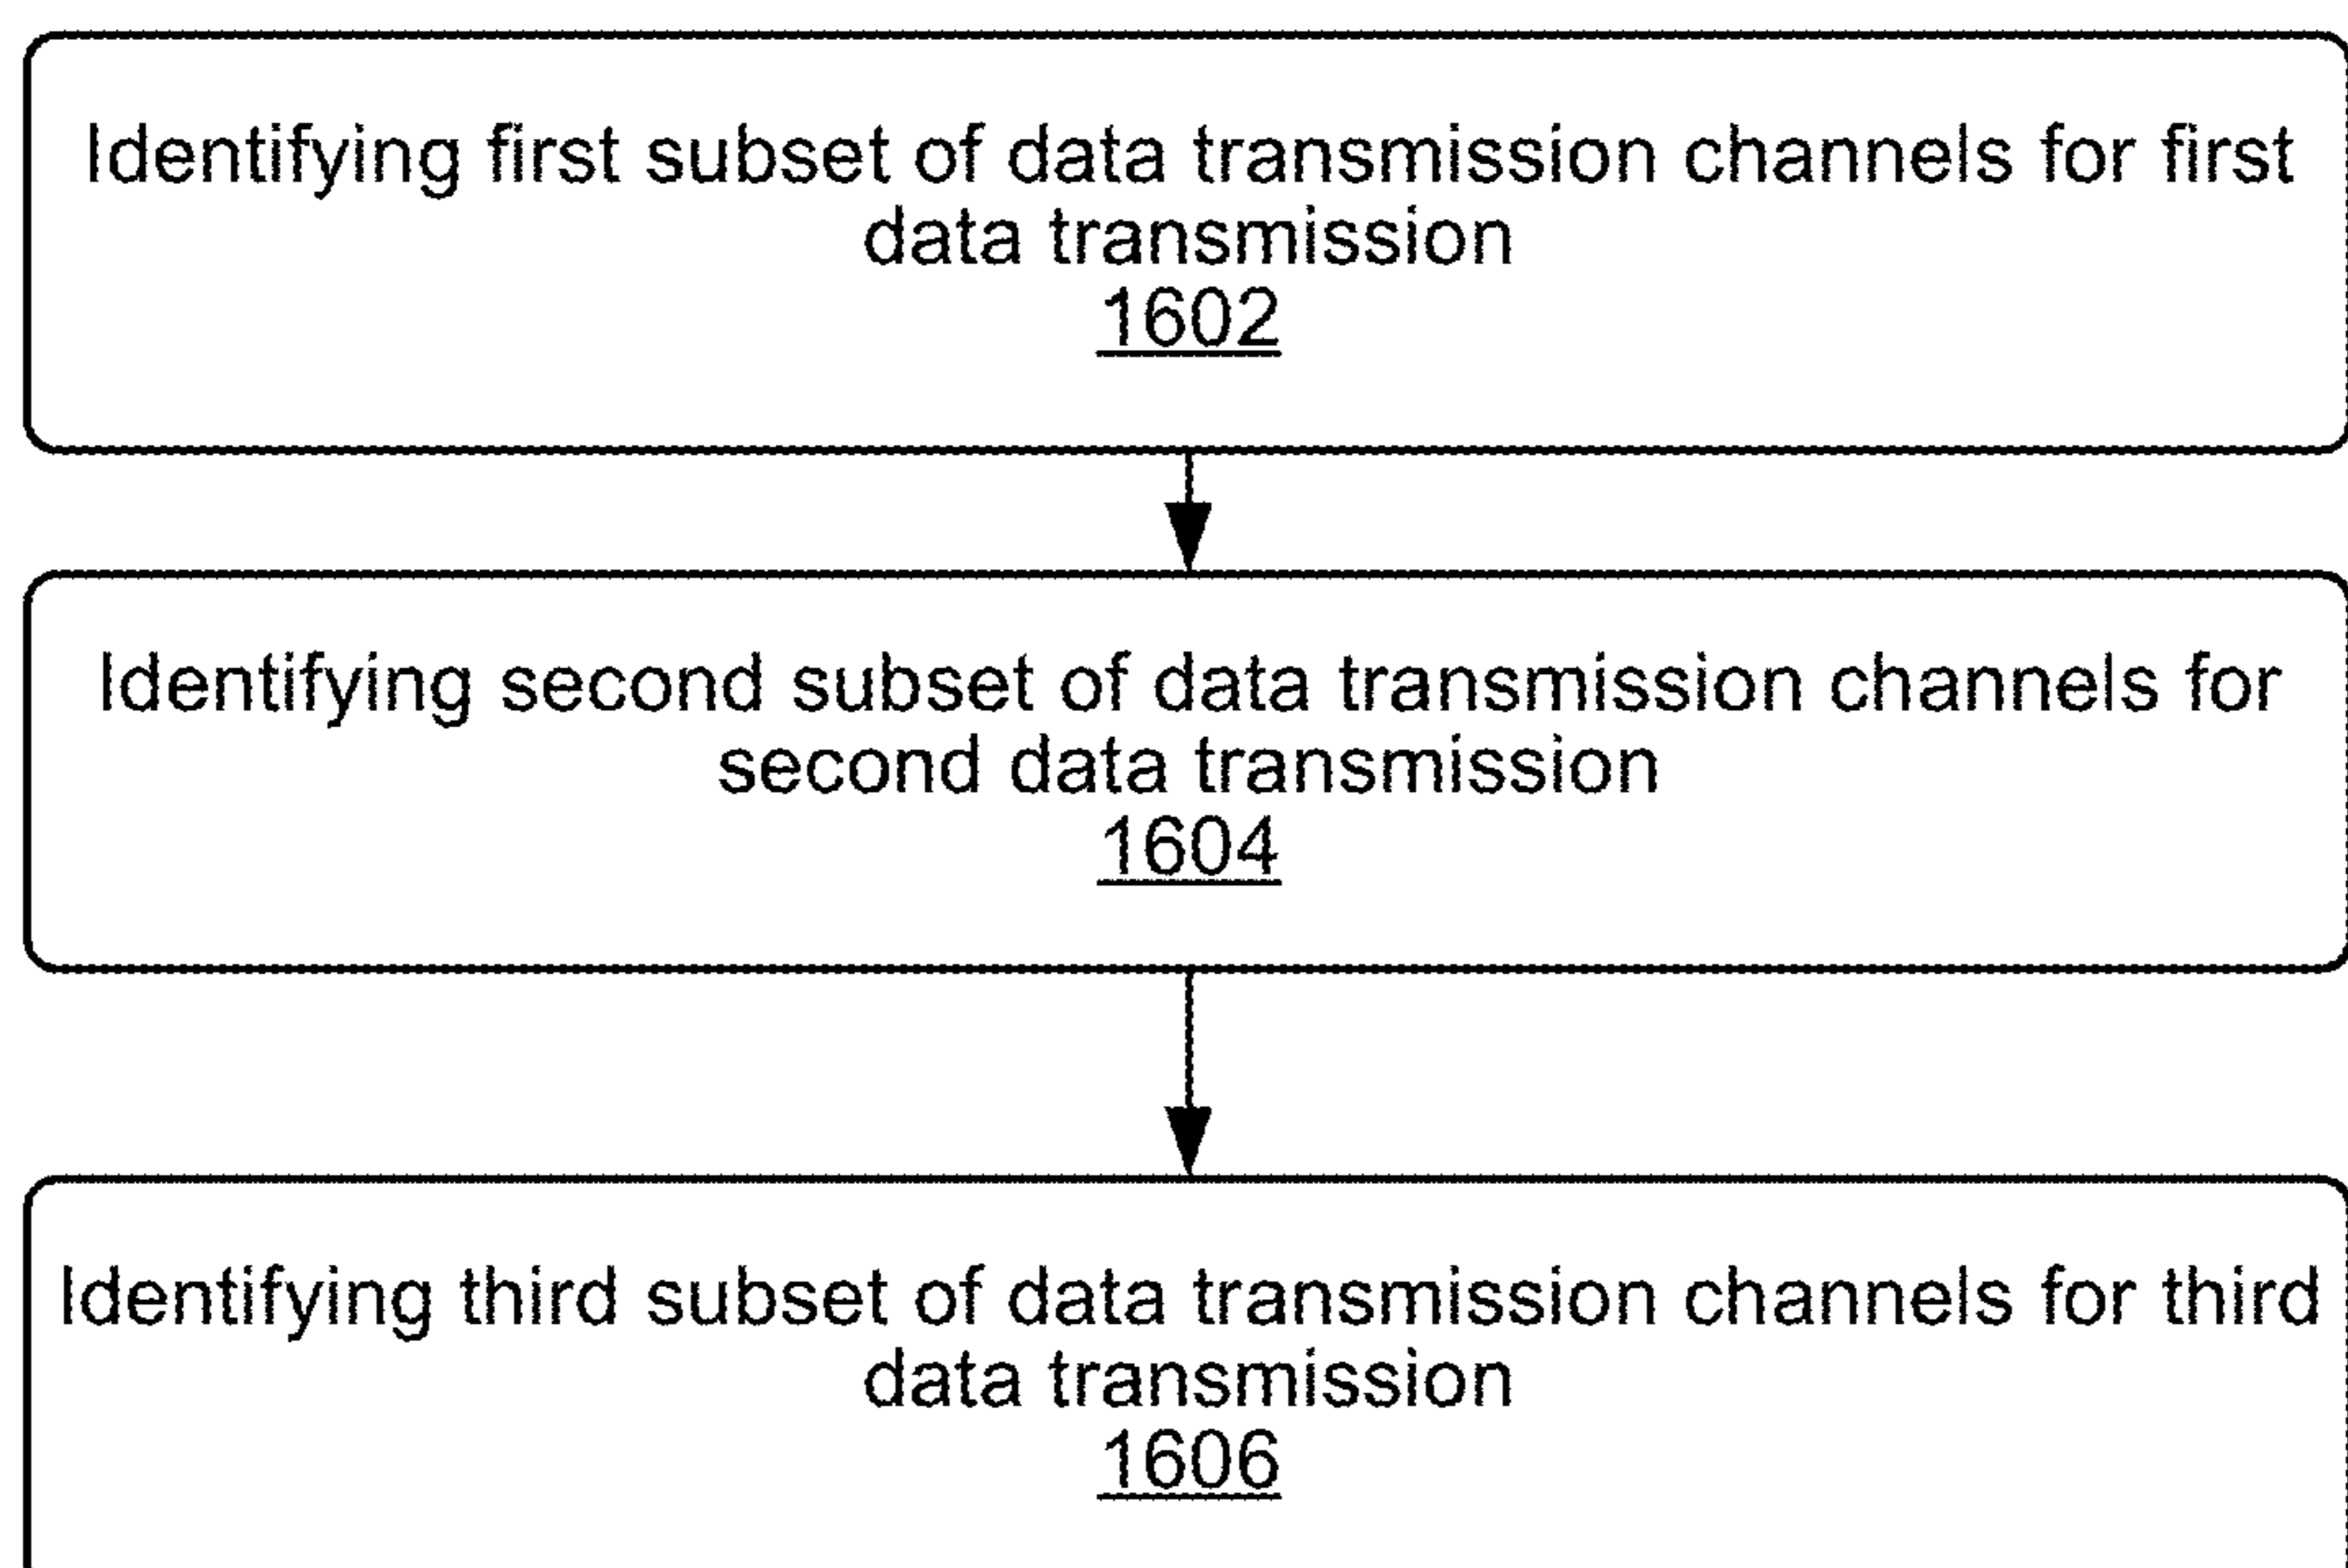 Identifying first subset of data transmission channels for first
data transmission
1602
Identifying second subset of data transmission channels for
second data transmission
1604
Identifying third subset of data transmission channels for third
data transmission
1606